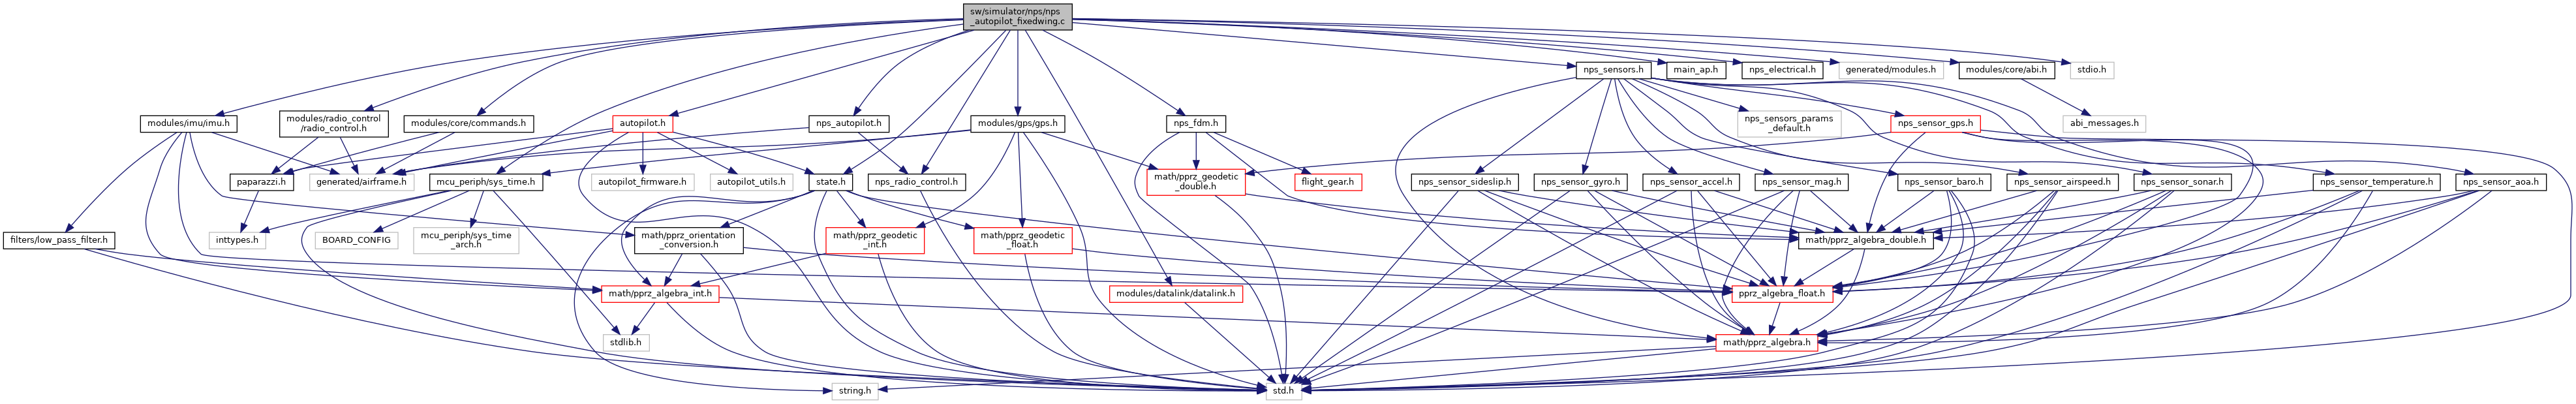 sw/simulator/nps/nps
_autopilot_fixedwing.c
nps_sensors.h
main_ap.h
nps_electrical.h
generated/modules.h
modules/core/abi.h
stdio.h
modules/imu/imu.h
modules/radio_control
/radio_control.h
modules/core/commands.h
autopilot.h
nps_autopilot.h
modules/gps/gps.h
nps_fdm.h
nps_sensors_params
_default.h
nps_sensor_gps.h
abi_messages.h
paparazzi.h
generated/airframe.h
mcu_periph/sys_time.h
autopilot_firmware.h
autopilot_utils.h
state.h
nps_radio_control.h
math/pprz_geodetic
_double.h
flight_gear.h
nps_sensor_sideslip.h
nps_sensor_gyro.h
nps_sensor_accel.h
nps_sensor_mag.h
nps_sensor_baro.h
nps_sensor_airspeed.h
nps_sensor_sonar.h
nps_sensor_temperature.h
nps_sensor_aoa.h
filters/low_pass_filter.h
inttypes.h
BOARD_CONFIG
mcu_periph/sys_time
_arch.h
math/pprz_orientation
_conversion.h
math/pprz_geodetic
_int.h
math/pprz_geodetic
_float.h
math/pprz_algebra_double.h
math/pprz_algebra_int.h
modules/datalink/datalink.h
pprz_algebra_float.h
stdlib.h
math/pprz_algebra.h
string.h
std.h